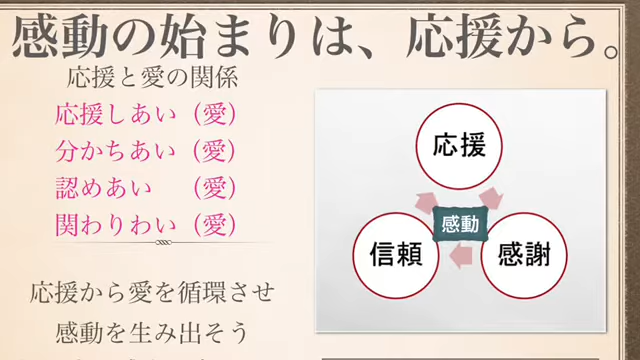 感動の始まりは、応援から。
応援と愛の関係
応援しあい（愛）
分かちあい（愛）
認めあい　（愛）
関わりわい（愛）
応援から愛を循環させ
感動を生み出そう
応援
感動
信頼
感謝